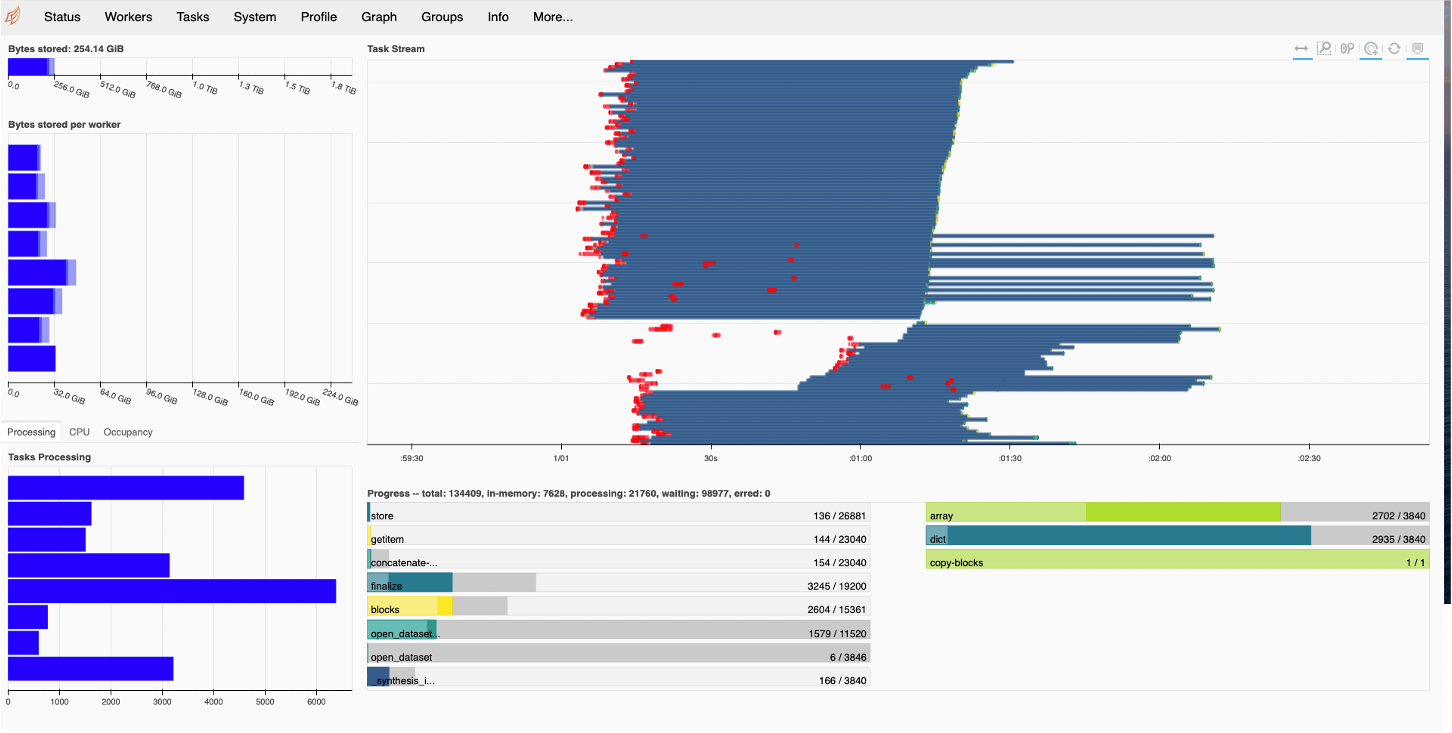 Status Workers Tasks System Profile Graph Groups Info More...
Bytes stored: 254.14 GiB
0.0 256.0 GiB 512.0 GiB 768.0 GiB 1.0 TiB 1.3 TiB 1.5 TiB 1.8 TiB
Bytes stored per worker
0.0 32.0 GiB 64.0 GiB 96.0 GiB 128.0 GiB 160.0 GiB 192.0 GiB 224.0 GiB
Processing CPU Occupancy
Tasks Processing
0 1000 2000 3000 4000 5000 6000
Task Stream
:59:30 1/01 30s :01:00 :01:30 :02:00 :02:30
Progress -- total: 134409, in-memory: 7628, processing: 21760, waiting: 98977, erred: 0
store 136 / 26881
getitem 144 / 23040
concatenate-... 154 / 23040
finalize 3245 / 19200
blocks 2604 / 15361
open_dataset... 1579 / 11520
open_dataset 6 / 3846
_synthesis_i... 166 / 3840
array 2702 / 3840
dict 2935 / 3840
copy-blocks 1 / 1